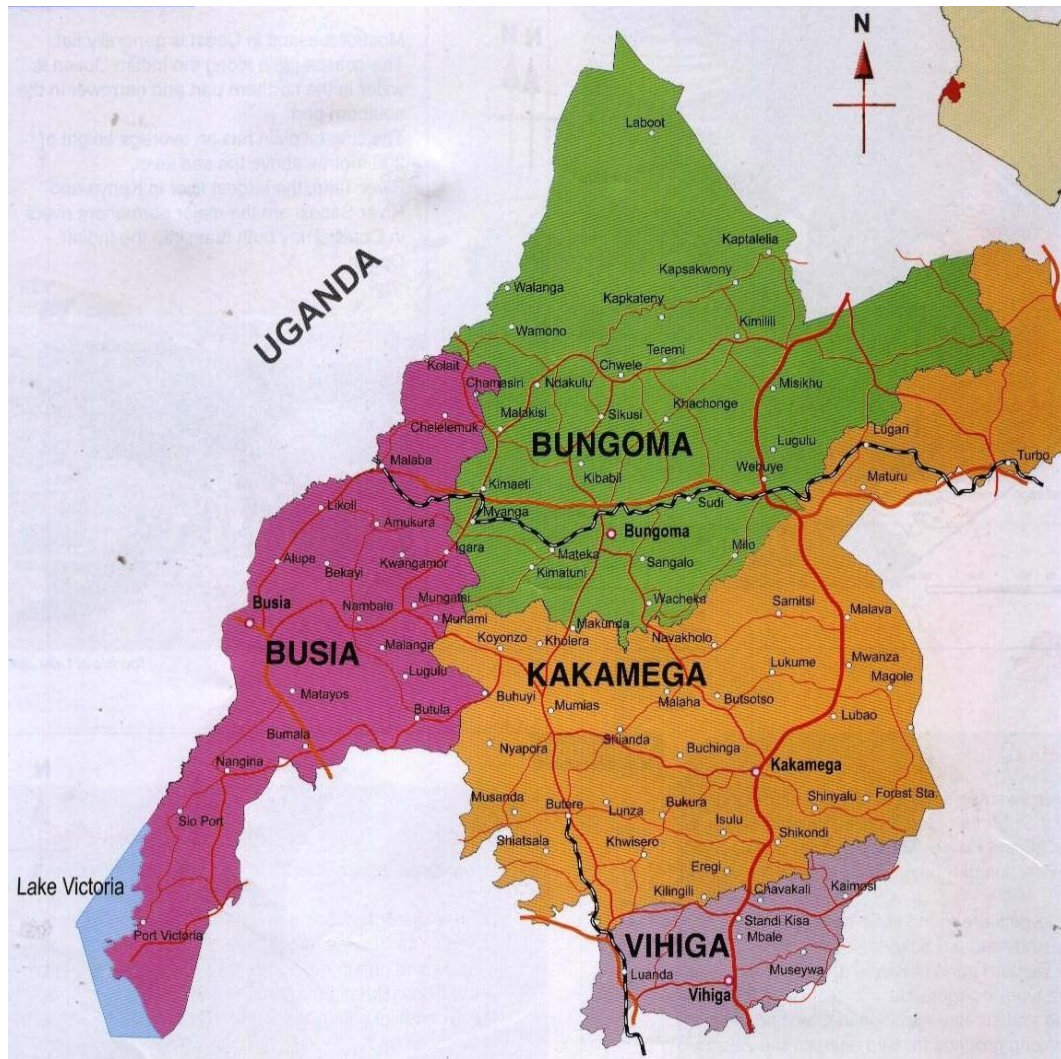 N
Laboot
UGANDA
Kaptalelia
Kapsakwony
Walanga
Kapkateny
Wamono
Kimilili
Teremi
Kolait
Chwele
Chamasiri
Ndakulu
Misikhu
Malakisi
Sikusi
Khachonge
Chelelemuk
BUNGOMA
Lugulu
Lugari
Malaba
Kibabil
Webuye
Turbo
Kimaeti
Maturu
Likoli
Myanga
Sudi
Amukura
Bungoma
Igara
Mateka
Milo
Alupe
Kwangamor
Sangalo
Bekayi
Kimatuni
Busia
Nambale
Mungatsi
Wacheka
Samitsi
Malava
Munami
Makunda
Koyonzo
Kholera
Navakholo
BUSIA
Malanga
KAKAMEGA
Lukume
Mwanza
Lugulu
Magole
Matayos
Buhuyi
Malaha
Butsotso
Mumias
Butula
Lubao
Bumala
Shianda
Nyapora
Buchinga
Nangina
Kakamega
Musanda
Butere
Lunza
Bukura
Shinyalu
Forest Sta.
Sio Port
Isulu
Shiatsala
Khwisero
Shikondi
Eregi
Lake Victoria
Kilingili
Chavakali
Kaimosi
Standi Kisa
Port Victoria
VIHIGA
Mbale
Luanda
Museywa
Vihiga